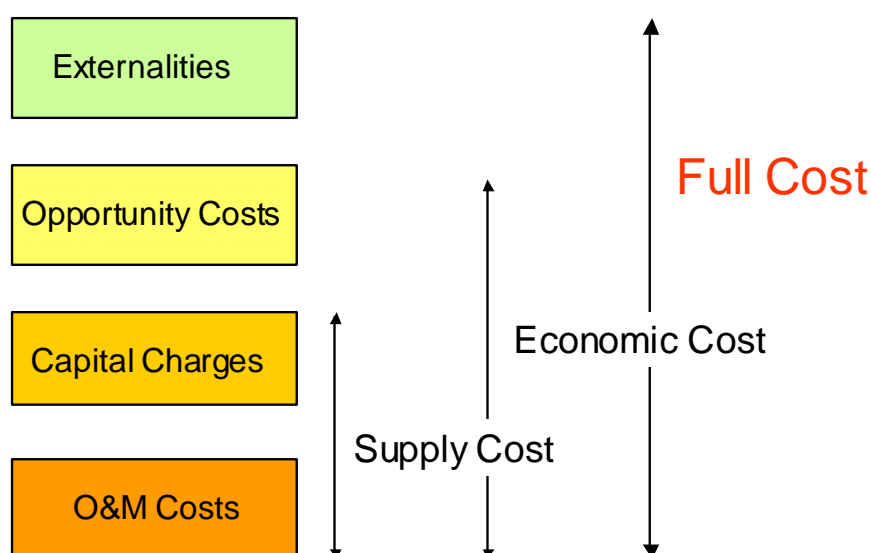 Externalities
Full Cost
Opportunity Costs
Economic Cost
Capital Charges
Supply Cost
O&M Costs